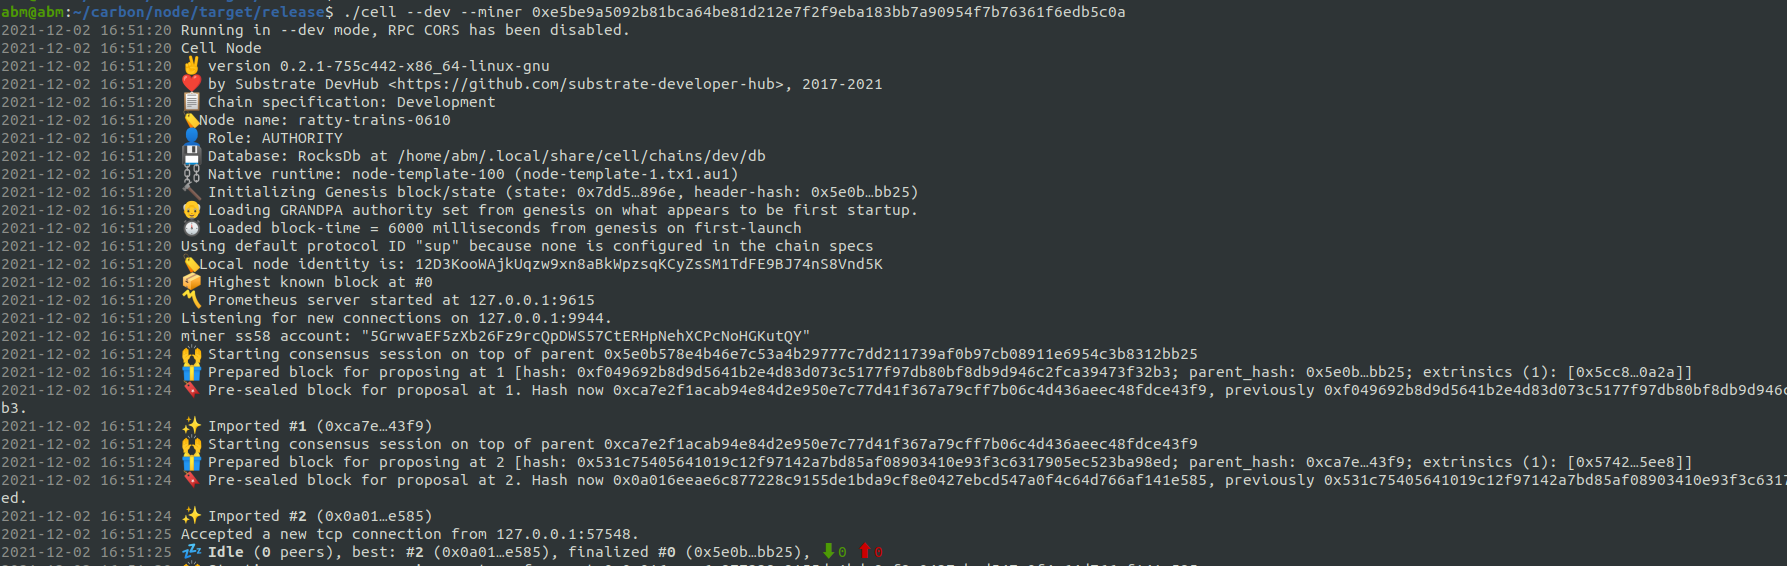 abm@abm:~/carbon/node/target/release$ ./cell --dev --miner 0xe5be9a5092b81bca64be81d212e7f2f9eba183bb7a90954f7b76361f6edb5c0a
2021-12-02 16:51:20 Running in --dev mode, RPC CORS has been disabled.
2021-12-02 16:51:20 Cell Node
2021-12-02 16:51:20 ✌️ version 0.2.1-755c442-x86_64-linux-gnu
2021-12-02 16:51:20 ❤️ by Substrate DevHub <https://github.com/substrate-developer-hub>, 2017-2021
2021-12-02 16:51:20 📋 Chain specification: Development
2021-12-02 16:51:20 🏷 Node name: ratty-trains-0610
2021-12-02 16:51:20 👤 Role: AUTHORITY
2021-12-02 16:51:20 💾 Database: RocksDb at /home/abm/.local/share/cell/chains/dev/db
2021-12-02 16:51:20 ⛓ Native runtime: node-template-100 (node-template-1.tx1.au1)
2021-12-02 16:51:20 🔨 Initializing Genesis block/state (state: 0x7dd5…896e, header-hash: 0x5e0b…bb25)
2021-12-02 16:51:20 👴 Loading GRANDPA authority set from genesis on what appears to be first startup.
2021-12-02 16:51:20 ⏱ Loaded block-time = 6000 milliseconds from genesis on first-launch
2021-12-02 16:51:20 Using default protocol ID "sup" because none is configured in the chain specs
2021-12-02 16:51:20 🏷 Local node identity is: 12D3KooWAjkUqzw9xn8aBkWpzsqKCyZsSM1TdFE9BJ74nS8Vnd5K
2021-12-02 16:51:20 📦 Highest known block at #0
2021-12-02 16:51:20 〽️ Prometheus server started at 127.0.0.1:9615
2021-12-02 16:51:20 Listening for new connections on 127.0.0.1:9944.
2021-12-02 16:51:20 miner ss58 account: "5GrwvaEF5zXb26Fz9rcQpDWS57CtERHpNehXCPcNoHGKutQY"
2021-12-02 16:51:24 🙌 Starting consensus session on top of parent 0x5e0b578e4b46e7c53a4b29777c7dd211739af0b97cb08911e6954c3b8312bb25
2021-12-02 16:51:24 🎁 Prepared block for proposing at 1 [hash: 0xf049692b8d9d5641b2e4d83d073c5177f97db80bf8db9d946c2fca39473f32b3; parent_hash: 0x5e0b…bb25; extrinsics (1): [0x5cc8…0a2a]]
2021-12-02 16:51:24 🔖 Pre-sealed block for proposal at 1. Hash now 0xca7e2f1acab94e84d2e950e7c77d41f367a79cff7b06c4d436aeec48fdce43f9, previously 0xf049692b8d9d5641b2e4d83d073c5177f97db80bf8db9d946c
b3.
2021-12-02 16:51:24 ✨ Imported #1 (0xca7e…43f9)
2021-12-02 16:51:24 🙌 Starting consensus session on top of parent 0xca7e2f1acab94e84d2e950e7c77d41f367a79cff7b06c4d436aeec48fdce43f9
2021-12-02 16:51:24 🎁 Prepared block for proposing at 2 [hash: 0x531c75405641019c12f97142a7bd85af08903410e93f3c6317905ec523ba98ed; parent_hash: 0xca7e…43f9; extrinsics (1): [0x5742…5ee8]]
2021-12-02 16:51:24 🔖 Pre-sealed block for proposal at 2. Hash now 0x0a016eeae6c877228c9155de1bda9cf8e0427ebcd547a0f4c64d766af141e585, previously 0x531c75405641019c12f97142a7bd85af08903410e93f3c6317
ed.
2021-12-02 16:51:24 ✨ Imported #2 (0x0a01…e585)
2021-12-02 16:51:25 Accepted a new tcp connection from 127.0.0.1:57548.
2021-12-02 16:51:25 💤 Idle (0 peers), best: #2 (0x0a01…e585), finalized #0 (0x5e0b…bb25), ⬇ 0 ⬆ 0